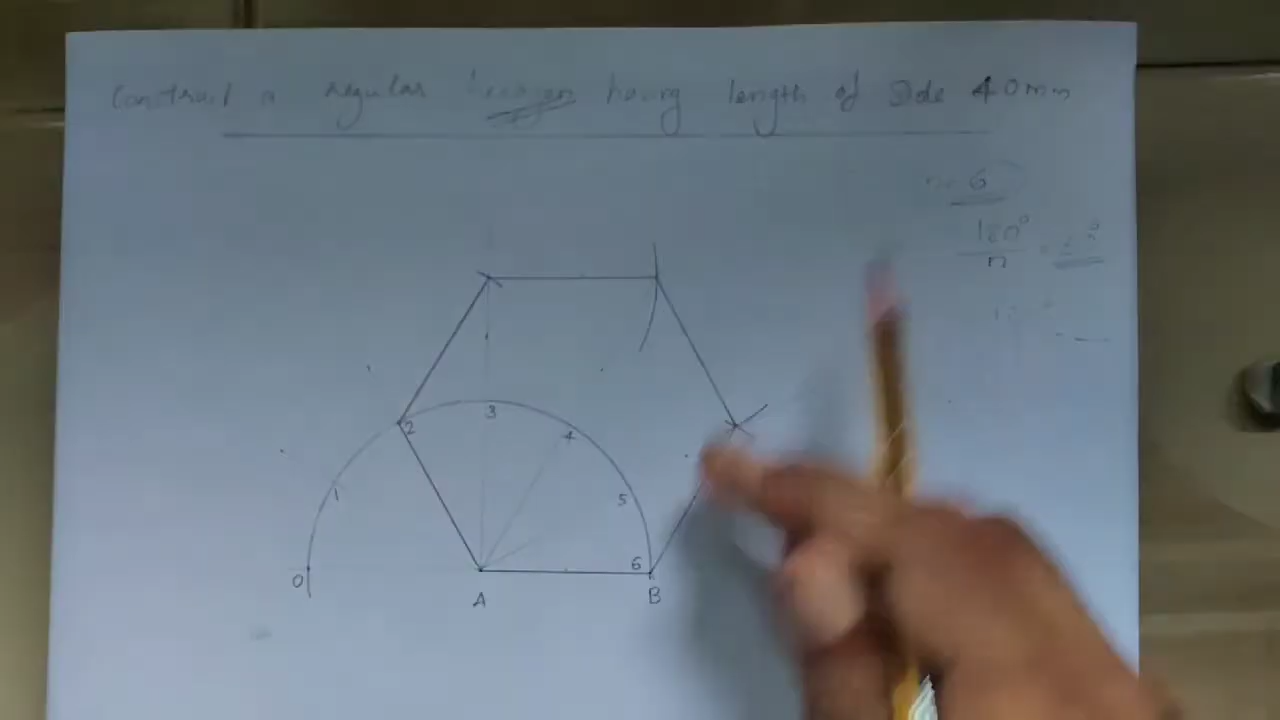 Construct a regular hexagon having length of side 40mm
n= 6
180°
n
3
2
4
1
5
6
0
A
B